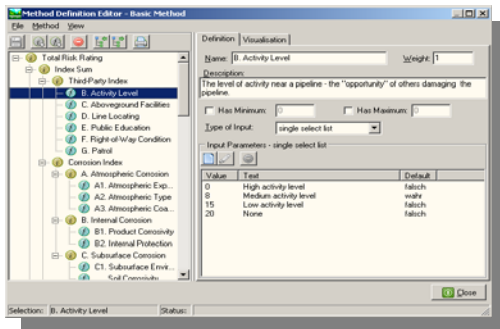 Method Definition Editor - Basic Method
File Method View
Total Risk Rating
Index Sum
Third-Party Index
B. Activity Level
C. Aboveground Facilities
D. Line Locating
E. Public Education
F. Right-of-Way Condition
G. Patrol
Corrosion Index
A. Atmospheric Corrosion
A1. Atmospheric Exp...
A2. Atmospheric Type
A3. Atmospheric Coa...
B. Internal Corrosion
B1. Product Corrosivity
B2. Internal Protection
C. Subsurface Corrosion
C1. Subsurface Envir...
Soil Corrosivity
Definition Visualisation
Name: B. Activity Level Weight: 1
Description:
The level of activity near a pipeline - the "opportunity" of others damaging the
pipeline.
Has Minimum: 0 Has Maximum: 0
Type of Input: single select list
Input Parameters - single select list
Value Text Default
0 High activity level falsch
8 Medium activity level wahr
15 Low activity level falsch
20 None falsch
Close
Selection: B. Activity Level Status: